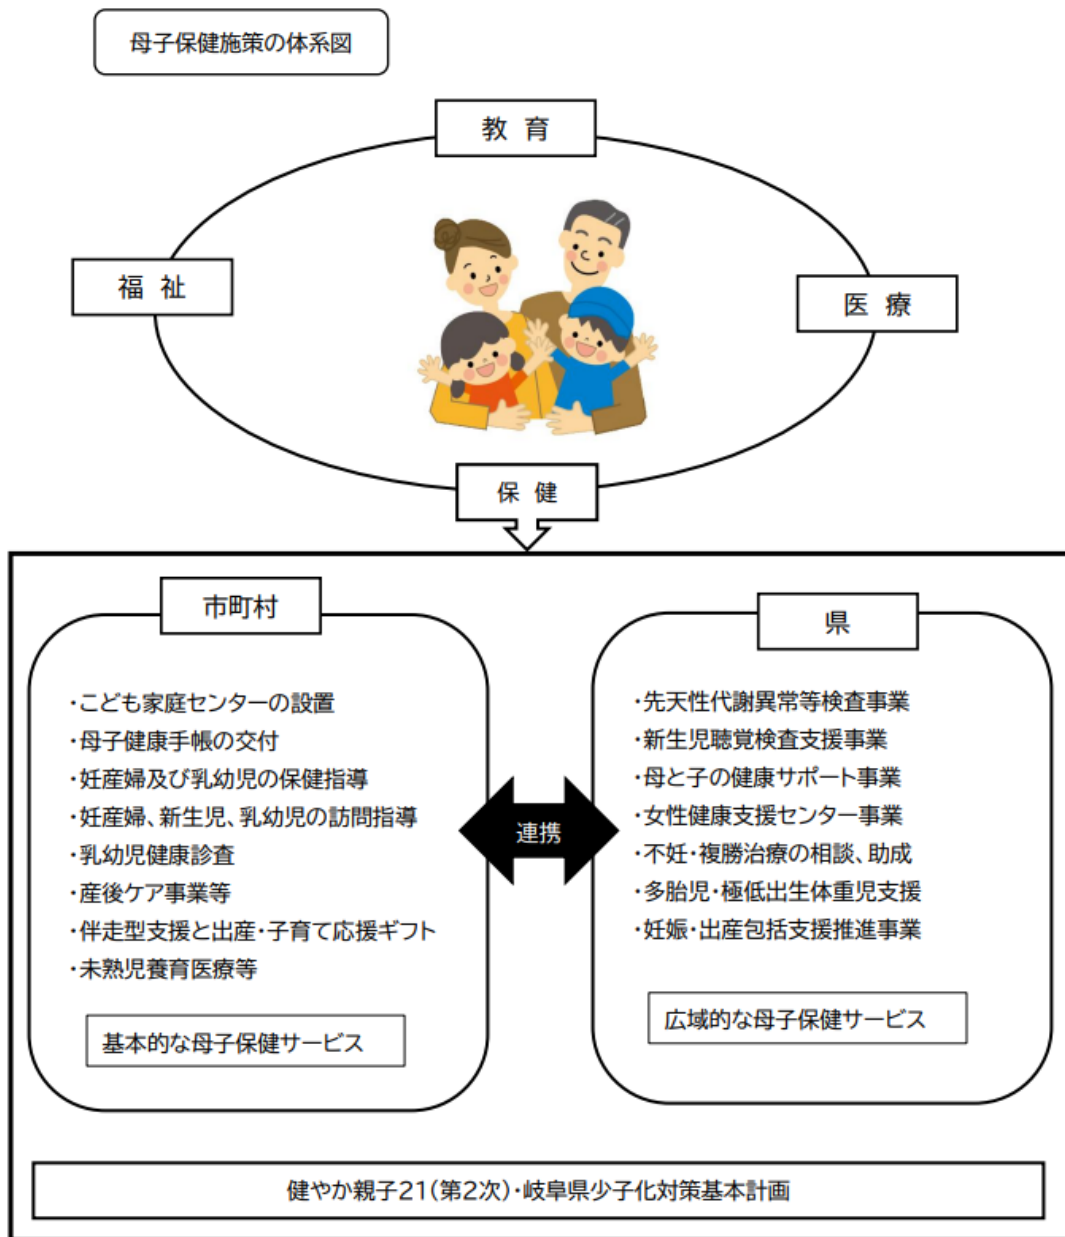 母子保健施策の体系図
教 育
福 祉
医 療
保 健
市町村
・こども家庭センターの設置
・母子健康手帳の交付
・妊産婦及び乳幼児の保健指導
・妊産婦、新生児、乳幼児の訪問指導
・乳幼児健康診査
・産後ケア事業等
・伴走型支援と出産・子育て応援ギフト
・未熟児養育医療等
基本的な母子保健サービス
連携
県
・先天性代謝異常等検査事業
・新生児聴覚検査支援事業
・母と子の健康サポート事業
・女性健康支援センター事業
・不妊・複勝治療の相談、助成
・多胎児・極低出生体重児支援
・妊娠・出産包括支援推進事業
広域的な母子保健サービス
健やか親子21(第2次)・岐阜県少子化対策基本計画